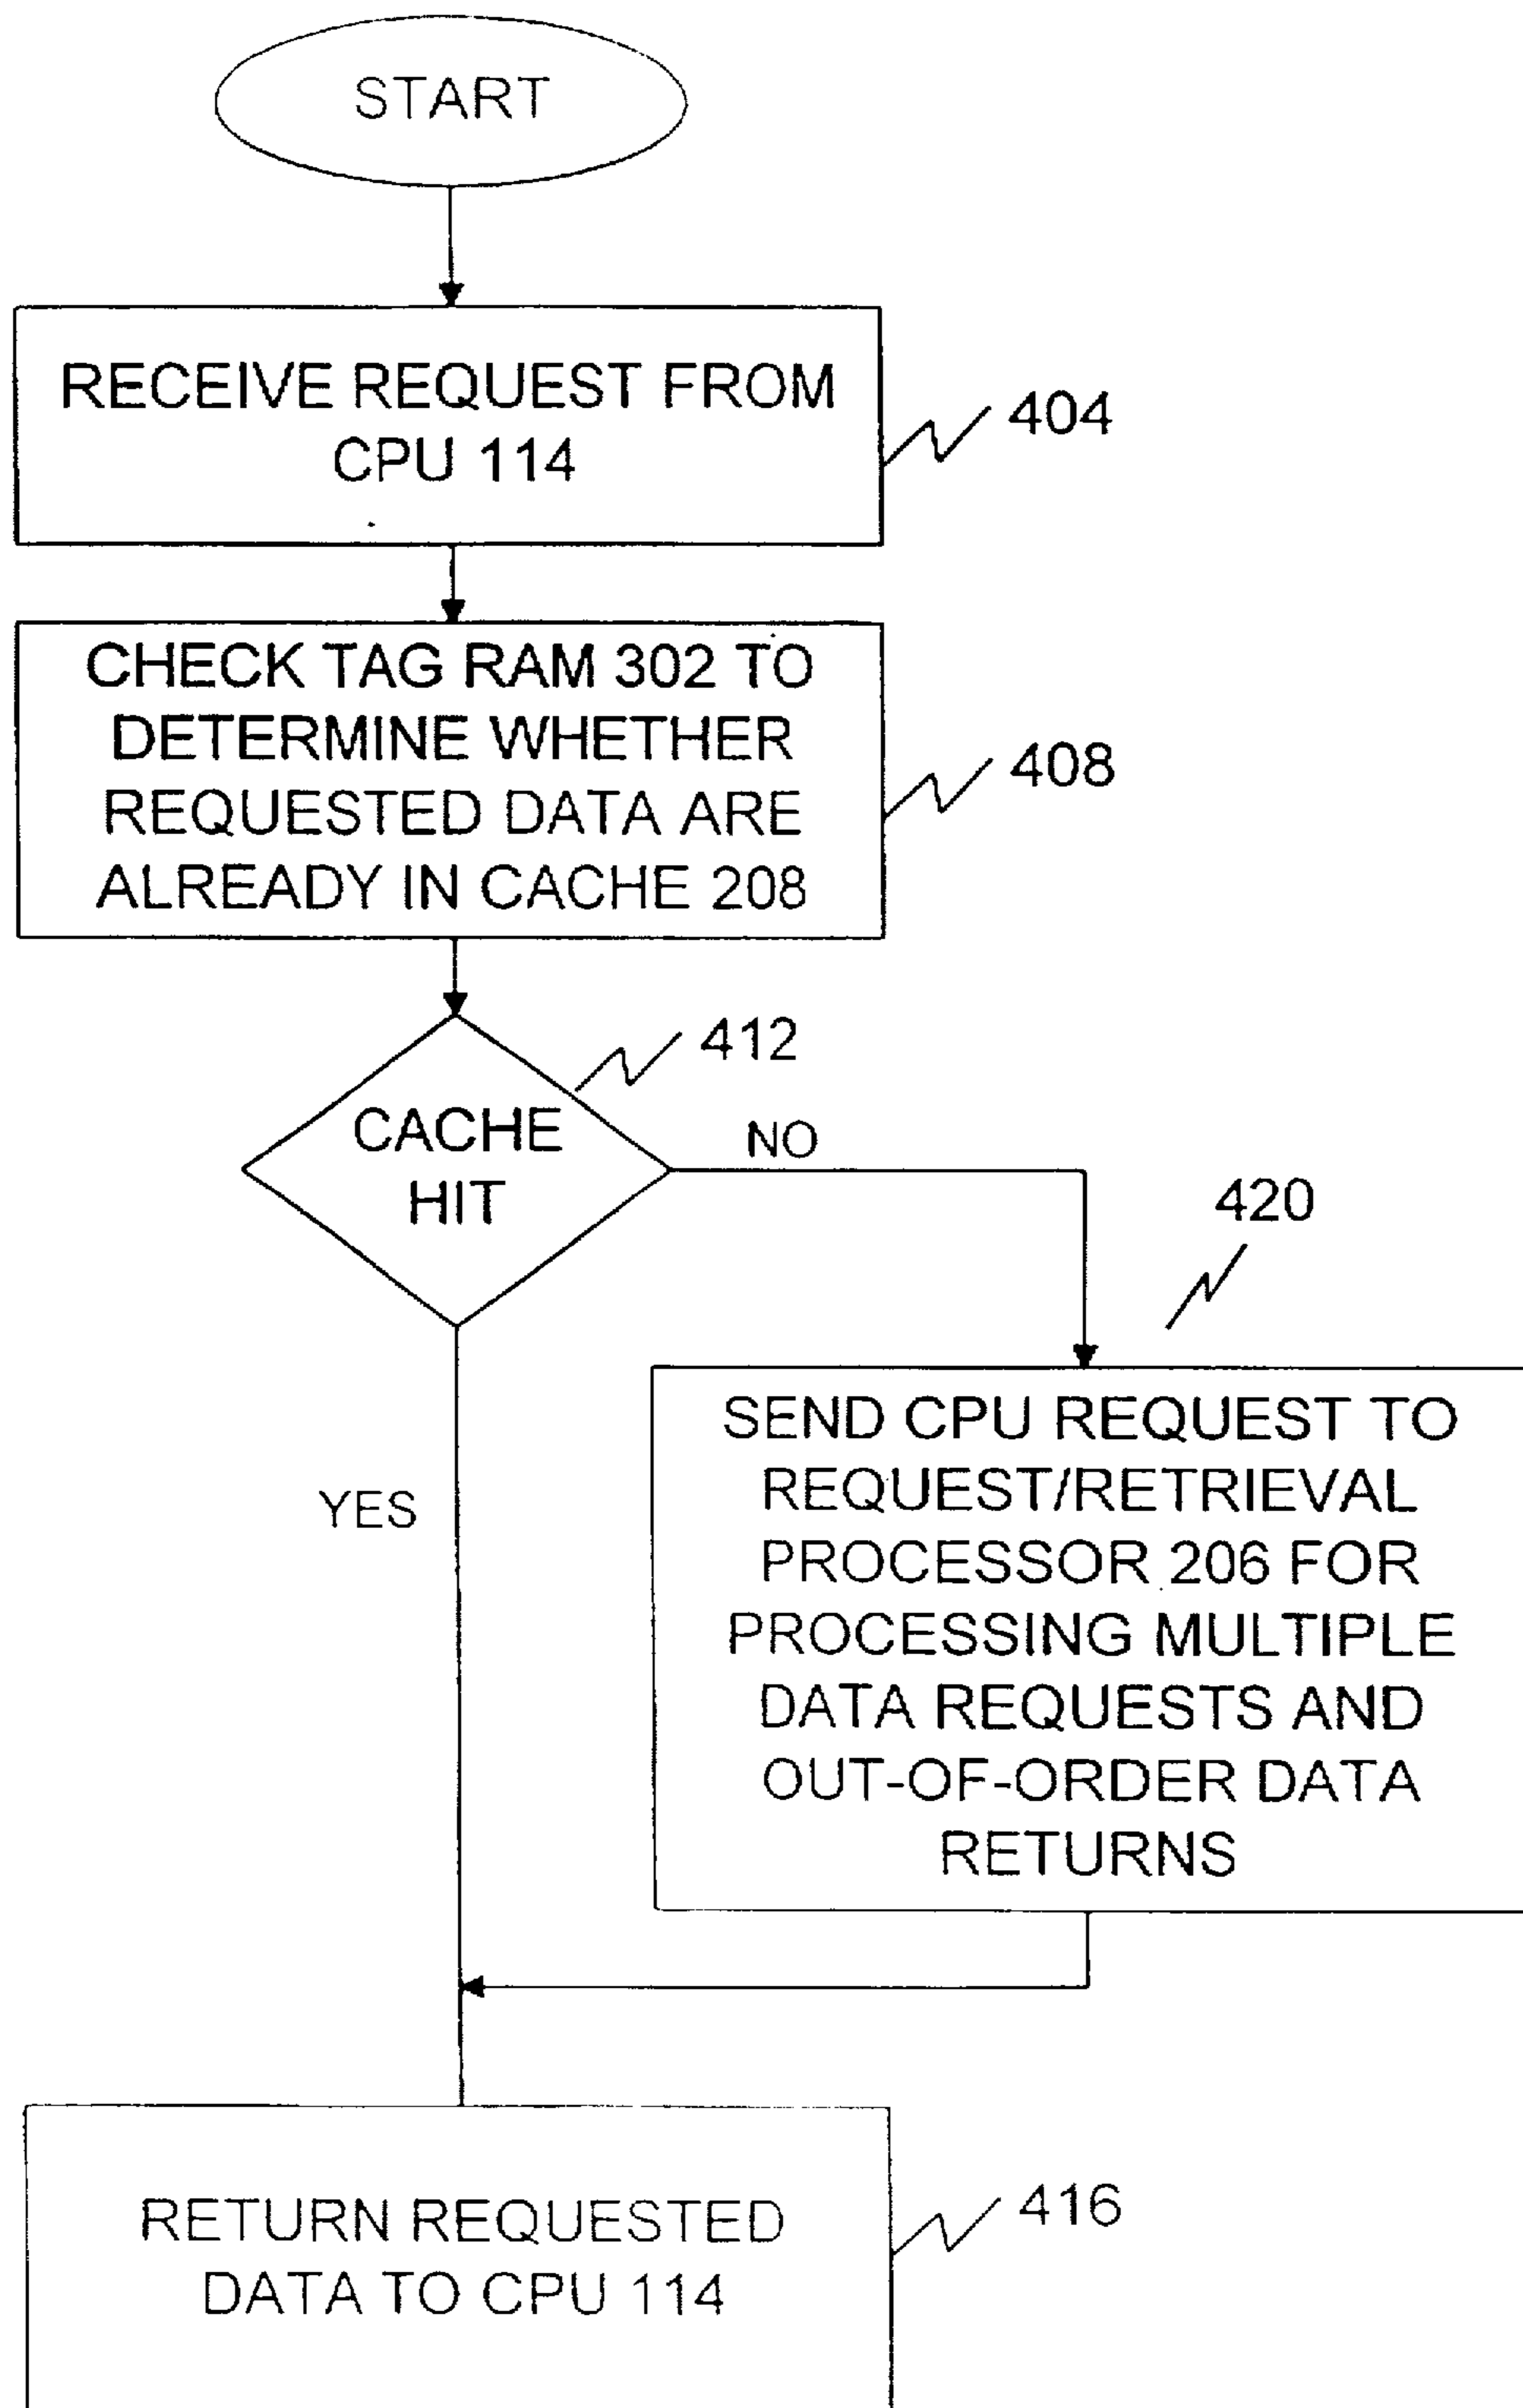 START
RECEIVE REQUEST FROM
CPU 114
404
CHECK TAG RAM 302 TO
DETERMINE WHETHER
REQUESTED DATA ARE
ALREADY IN CACHE 208
408
412
CACHE
HIT
NO
420
YES
SEND CPU REQUEST TO
REQUEST/RETRIEVAL
PROCESSOR 206 FOR
PROCESSING MULTIPLE
DATA REQUESTS AND
OUT-OF-ORDER DATA
RETURNS
RETURN REQUESTED
DATA TO CPU 114
416